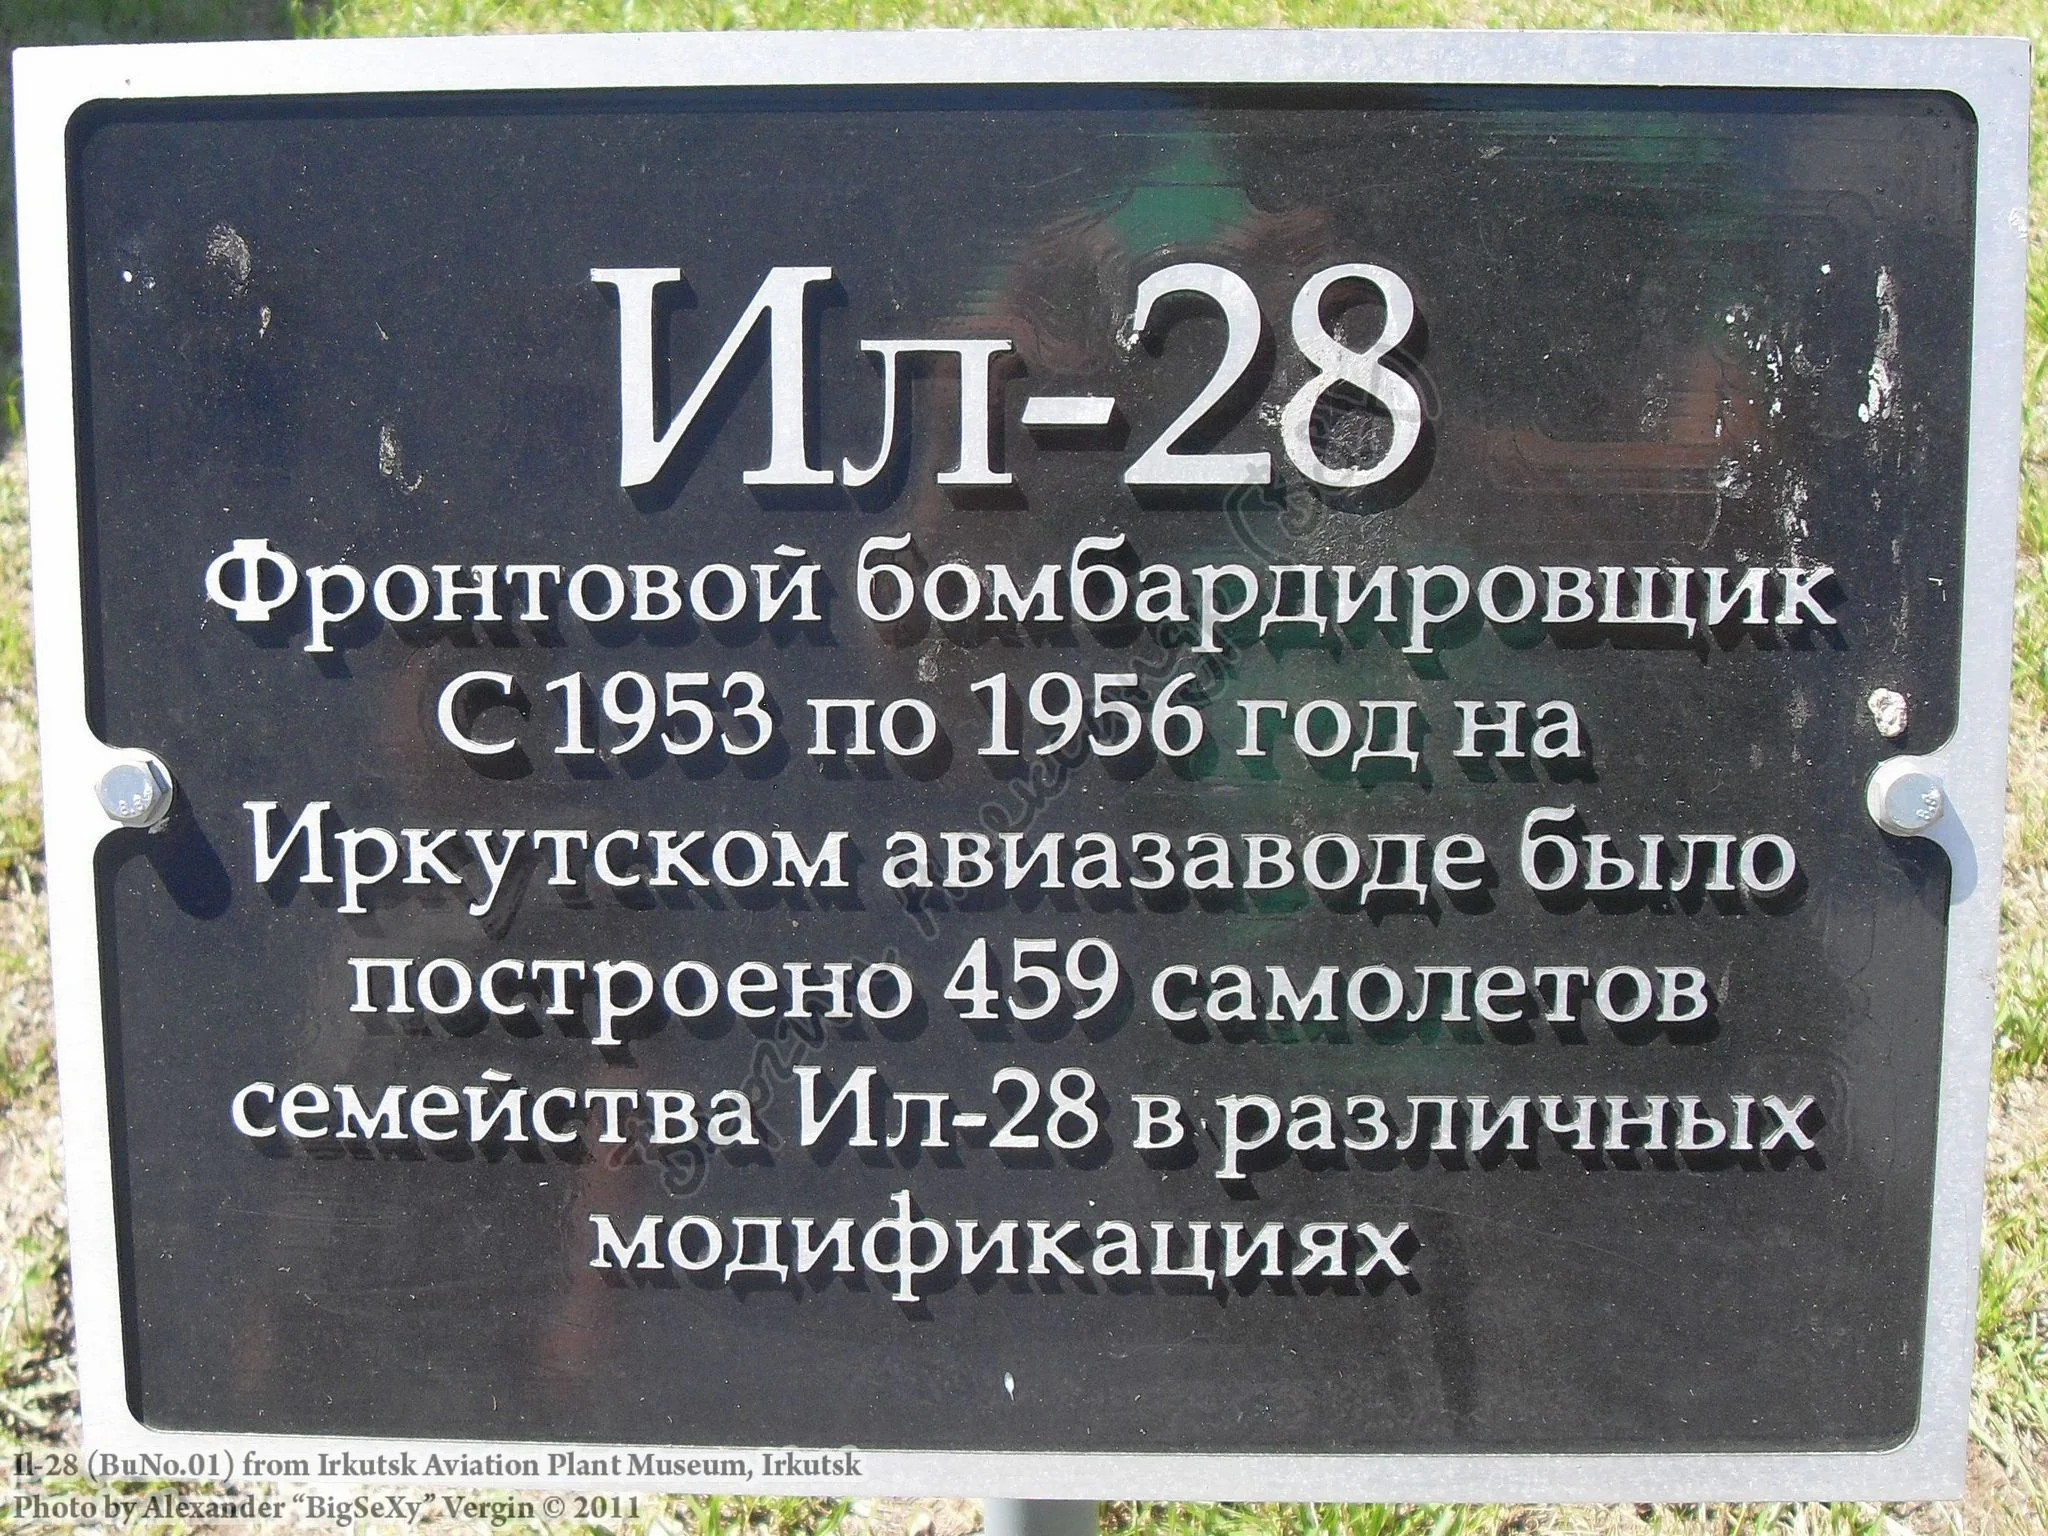 Ил-28
Фронтовой бомбардировщик
С 1953 по 1956 год на
Иркутском авиазаводе было
построено 459 самолетов
семейства Ил-28 в различных
модификациях
Il-28 (BuNo.01) from Irkutsk Aviation Plant Museum, Irkutsk
Photo by Alexander “BigSeXy” Vergin © 2011